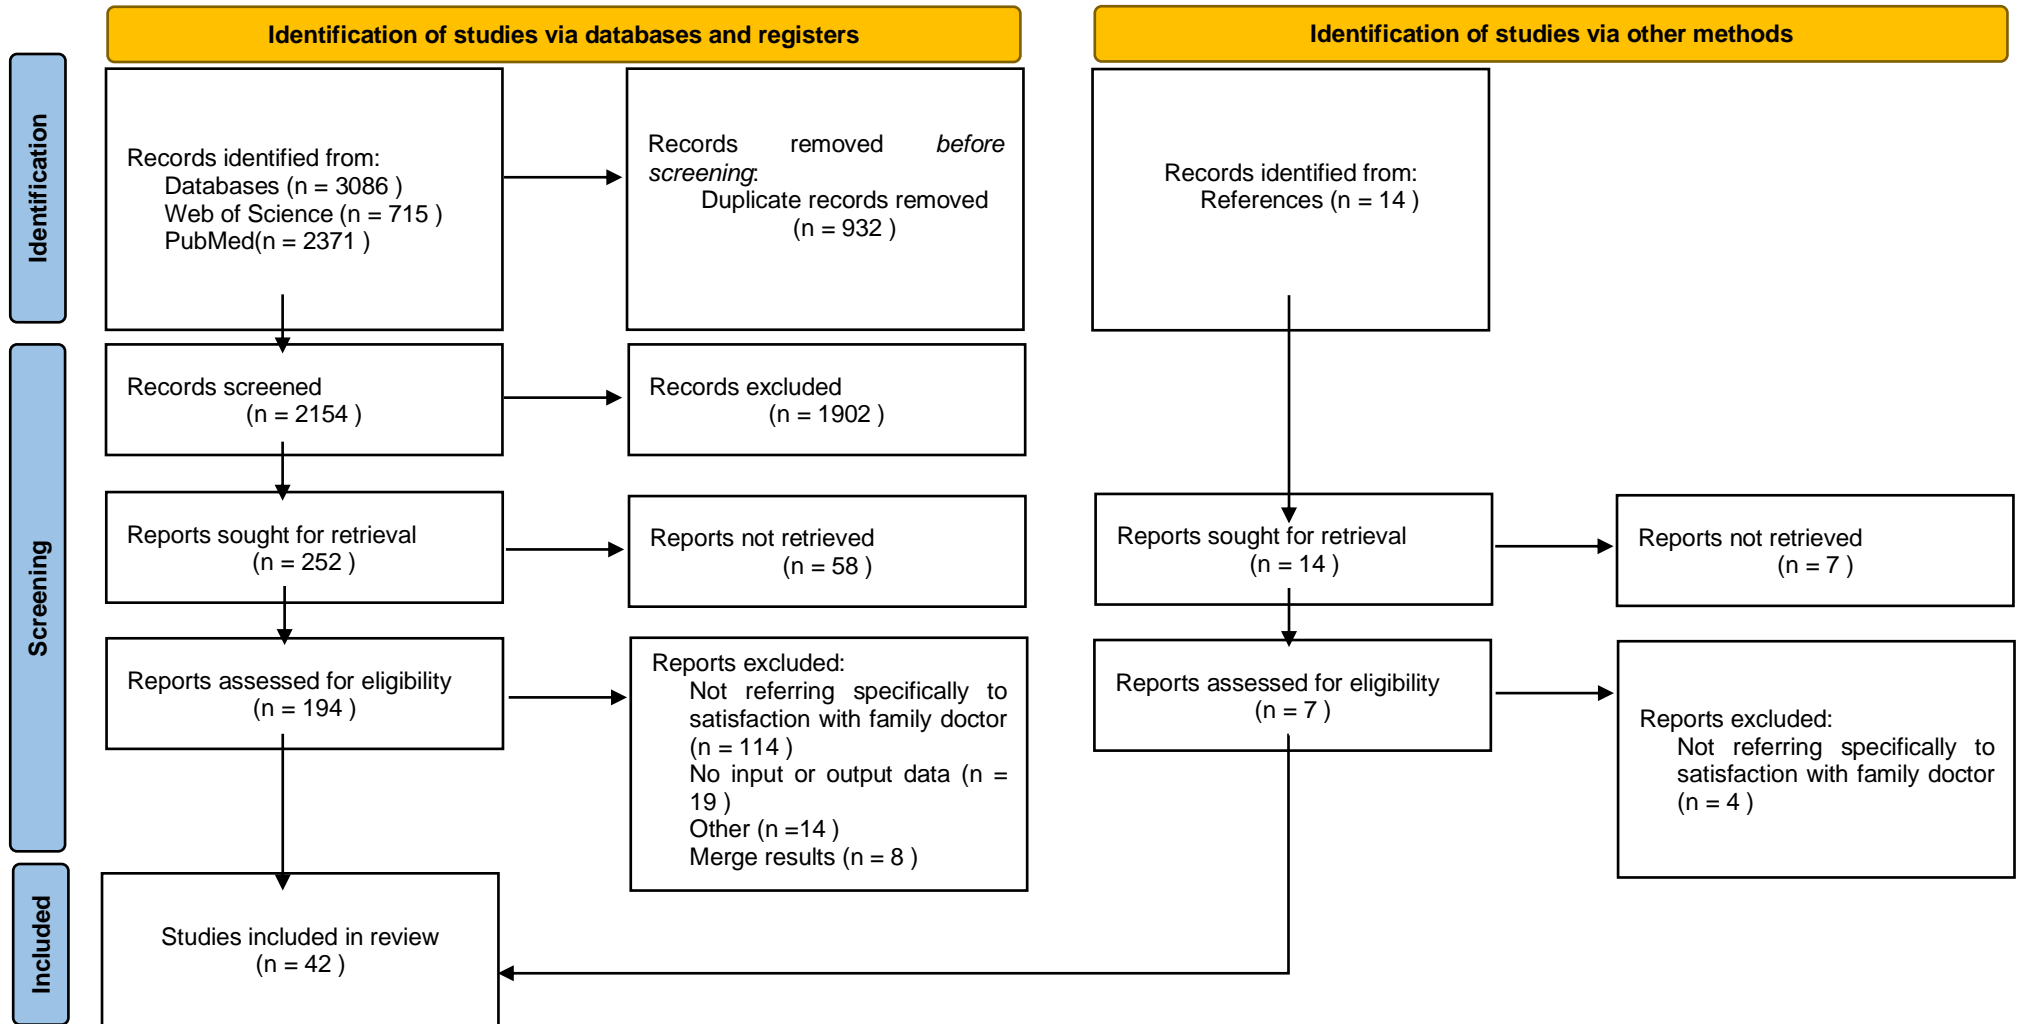 Identification of studies via databases and registers
Identification of studies via other methods
Identification
Records identified from:
Databases (n = 3086 )
Web of Science (n = 715 )
PubMed(n = 2371 )
Records removed before
screening:
Duplicate records removed
(n = 932 )
Records identified from:
References (n = 14 )
Screening
Records screened
(n = 2154 )
Records excluded
(n = 1902 )
Reports sought for retrieval
(n = 252 )
Reports not retrieved
(n = 58 )
Reports sought for retrieval
(n = 14 )
Reports not retrieved
(n = 7 )
Reports assessed for eligibility
(n = 194 )
Reports excluded:
Not referring specifically to
satisfaction with family doctor
(n = 114 )
No input or output data (n =
19 )
Other (n =14 )
Merge results (n = 8 )
Reports assessed for eligibility
(n = 7 )
Reports excluded:
Not referring specifically to
satisfaction with family doctor
(n = 4 )
Included
Studies included in review
(n = 42 )